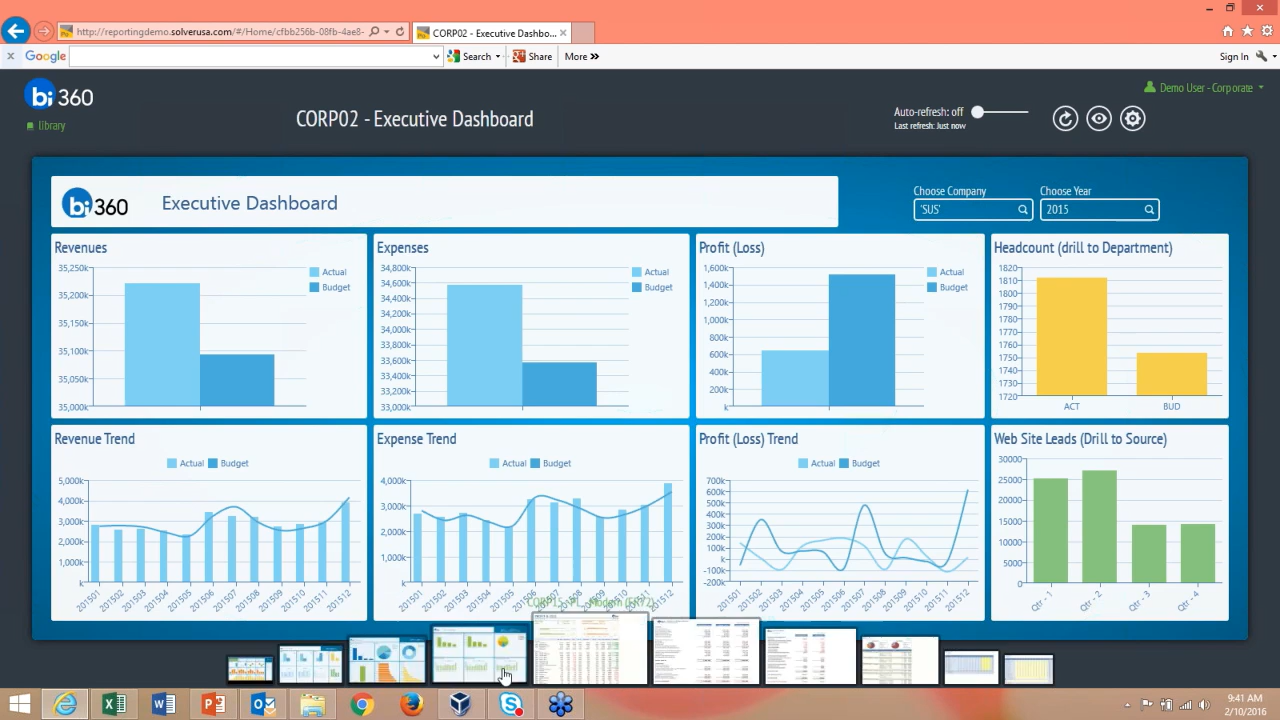 http://reportingdemo.solverusa.com/#/Home/cfbb256b-08fb-4ae8-
CORP02 - Executive Dashbo...
Google
Search
Share
More »
Sign In
bi 360
library
CORP02 - Executive Dashboard
Auto-refresh: off
Last refresh: Just now
Demo User - Corporate
bi 360
Executive Dashboard
Choose Company
Choose Year
'SUS'
2015
Revenues
35,250k
35,200k
35,150k
35,100k
35,050k
35,000k
Actual
Budget
Expenses
34,800k
34,600k
34,400k
34,200k
34,000k
33,800k
33,600k
33,400k
33,200k
33,000k
Actual
Budget
Profit (Loss)
1,600k
1,400k
1,200k
1,000k
800k
600k
400k
200k
k
Actual
Budget
Headcount (drill to Department)
1820
1810
1800
1790
1780
1770
1760
1750
1740
1730
1720
ACT
BUD
Revenue Trend
Actual
Budget
5,000k
4,000k
3,000k
2,000k
1,000k
k
201501
201502
201503
201504
201505
201506
201507
201508
201509
201510
201511
201512
Expense Trend
Actual
Budget
4,000k
3,000k
2,000k
1,000k
k
201501
201502
201503
201504
201505
Profit (Loss) Trend
Actual
Budget
700k
600k
500k
400k
300k
200k
100k
k
-100k
-200k
201501
201502
201503
201504
201505
201506
201507
201508
201509
201510
201511
201512
Web Site Leads (Drill to Source)
30000
25000
20000
15000
10000
5000
0
Qtr - 1
Qtr - 2
Qtr - 3
Qtr - 4
9:41 AM
2/10/2016